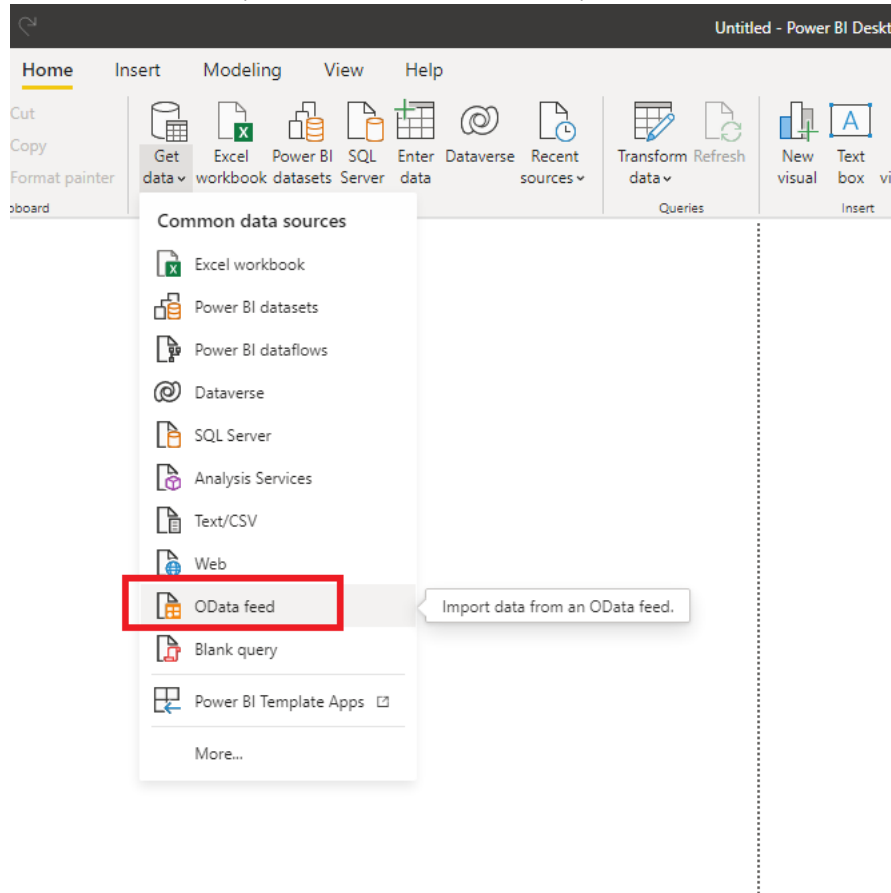 Untitled - Power BI Deskt
Home Insert Modeling View Help
Cut
Copy
Format painter
Get data
Excel workbook
Power BI datasets
SQL Server
Enter data
Dataverse
Recent sources
Transform data
Refresh
New visual
Text box
vi
oboard
Queries
Insert
Common data sources
Excel workbook
Power BI datasets
Power BI dataflows
Dataverse
SQL Server
Analysis Services
Text/CSV
Web
OData feed
Import data from an OData feed.
Blank query
Power BI Template Apps
More...